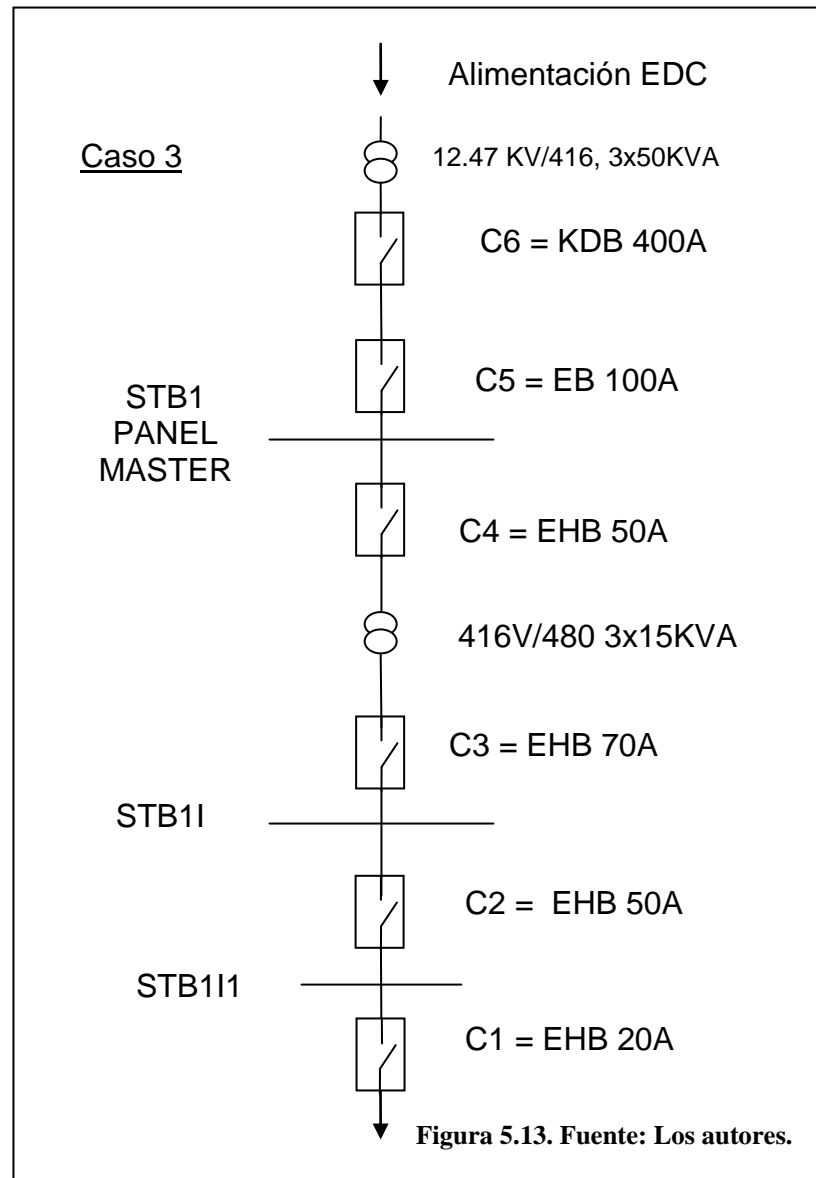 Alimentación EDC
Caso 3
12.47 KV/416, 3x50KVA
C6 = KDB 400A
C5 = EB 100A
STB1
PANEL
MASTER
C4 = EHB 50A
416V/480 3x15KVA
C3 = EHB 70A
STB1I
C2 = EHB 50A
STB1I1
C1 = EHB 20A
Figura 5.13. Fuente: Los autores.